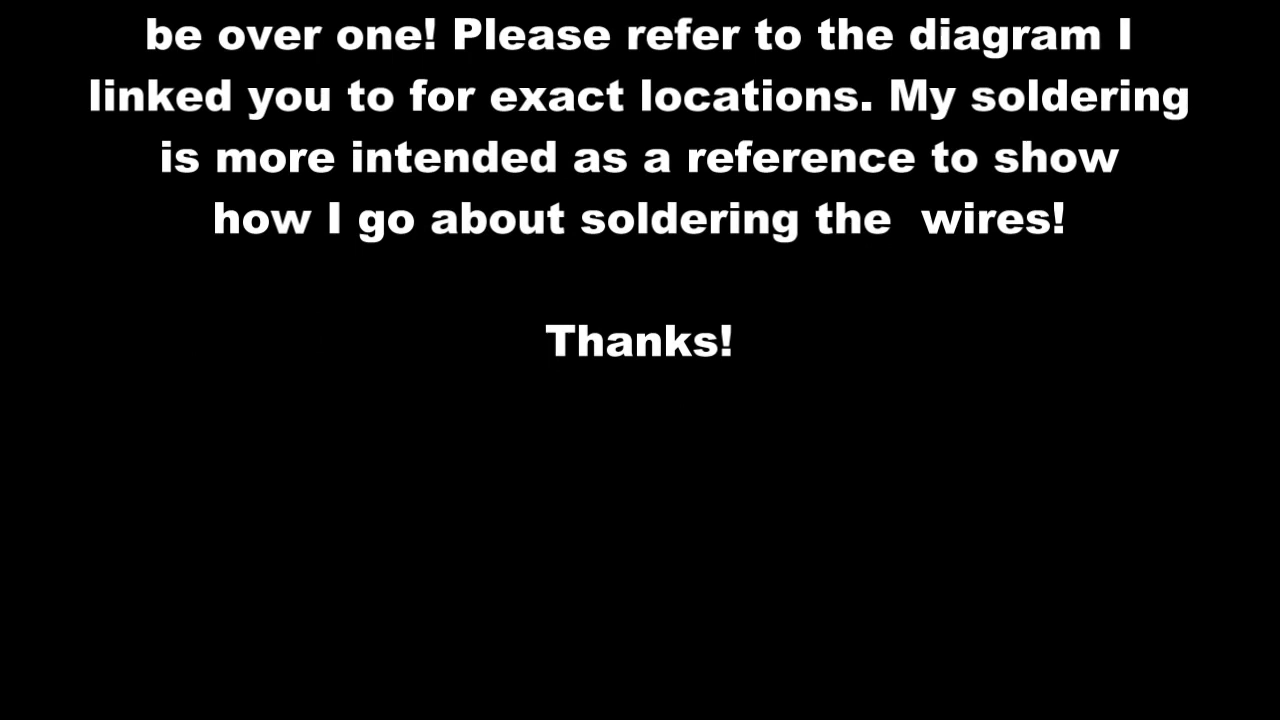 be over one! Please refer to the diagram I
linked you to for exact locations. My soldering
is more intended as a reference to show
how I go about soldering the  wires!
Thanks!